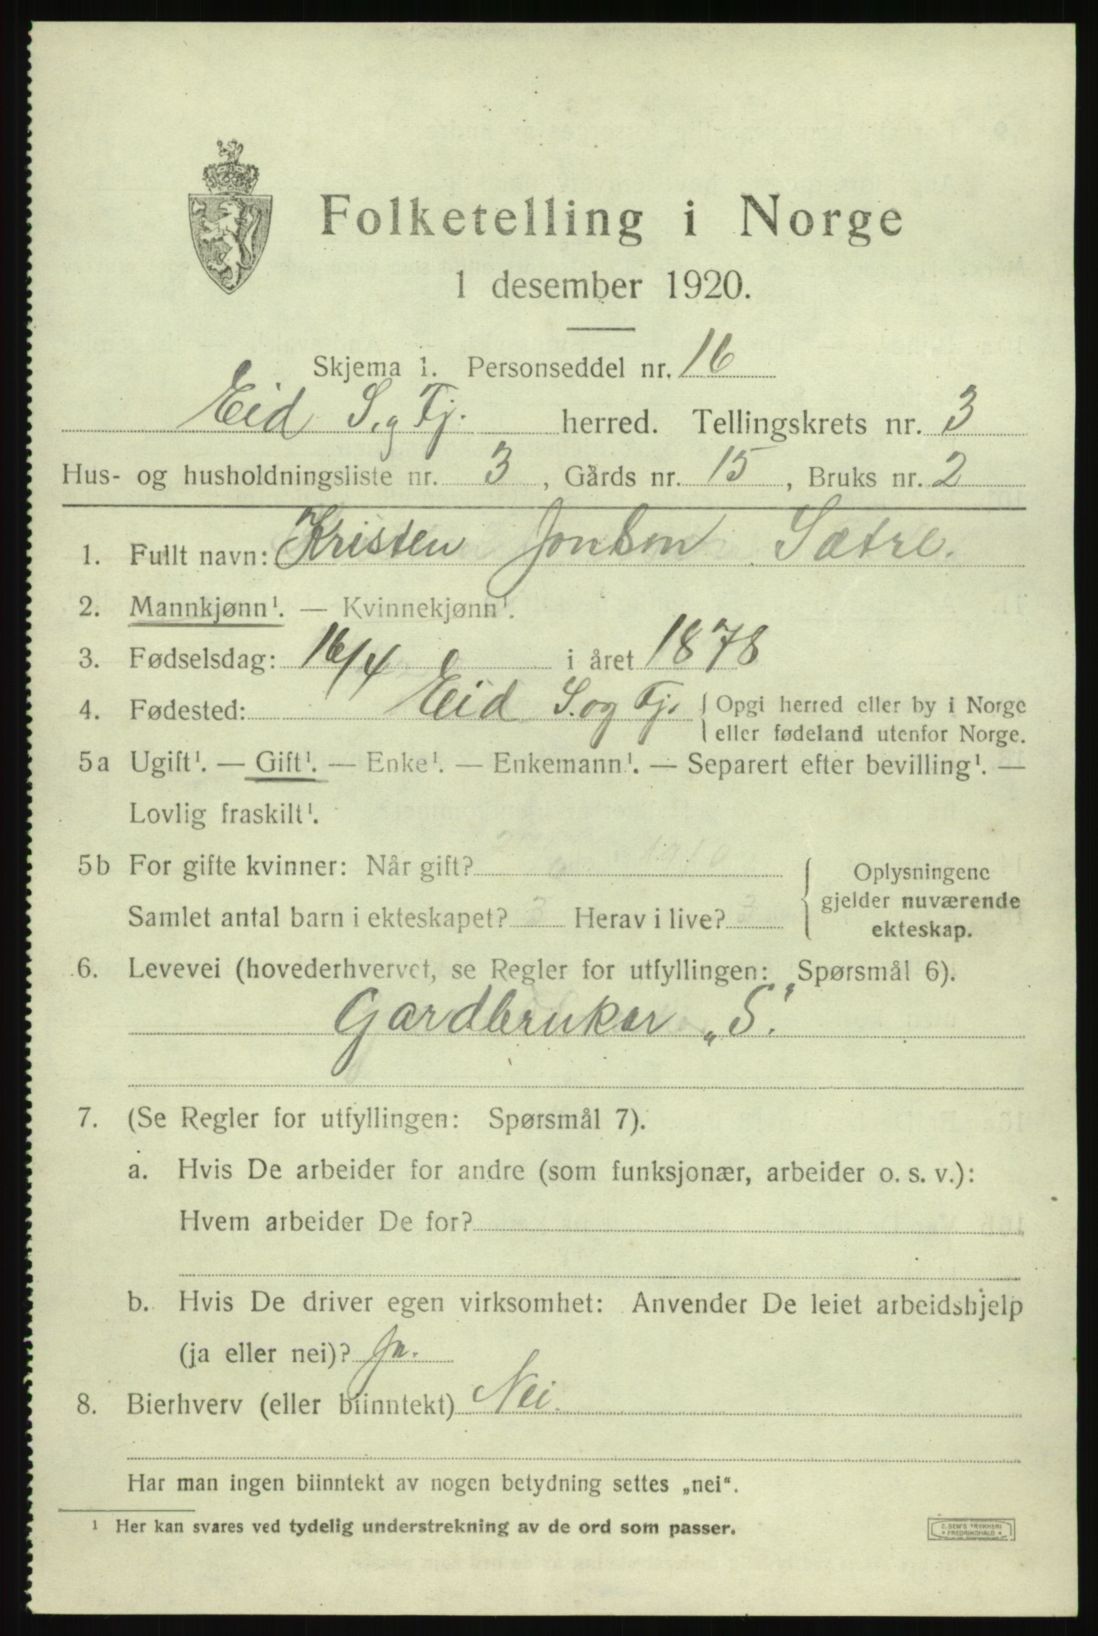 Folketelling i Norge
1 desember 1920.
Skjema 1. Personseddel nr. 16
Eid S. og Fj. herred. Tellingskrets nr. 3
Hus- og husholdningsliste nr. 3, Gårds nr. 15, Bruks nr. 2
1. Fullt navn: Kristen Jonson Sætre.
2. Mannkjønn¹. — Kvinnekjønn¹.
3. Fødselsdag: 16/4 i året 1878
4. Fødested: Eid S. og Fj. { Opgi herred eller by i Norge
eller fødeland utenfor Norge.
5a Ugift¹. — Gift¹. — Enke¹. — Enkemann¹. — Separert efter bevilling¹. —
Lovlig fraskilt¹.
5b For gifte kvinner: Når gift?
Samlet antal barn i ekteskapet? 3 Herav i live? 3
Oplysningene
gjelder nuværende
ekteskap.
6. Levevei (hovederhvervet, se Regler for utfyllingen: Spørsmål 6).
Gardbrukar „S".
7. (Se Regler for utfyllingen: Spørsmål 7).
a. Hvis De arbeider for andre (som funksjonær, arbeider o. s. v.):
Hvem arbeider De for?
b. Hvis De driver egen virksomhet: Anvender De leiet arbeidshjelp
(ja eller nei)? Ja.
8. Bierhverv (eller biinntekt) Nei.
Har man ingen biinntekt av nogen betydning settes „nei“.
¹ Her kan svares ved tydelig understrekning av de ord som passer.
E. SEM'S TRYKKERI
FREDRIKSHALD